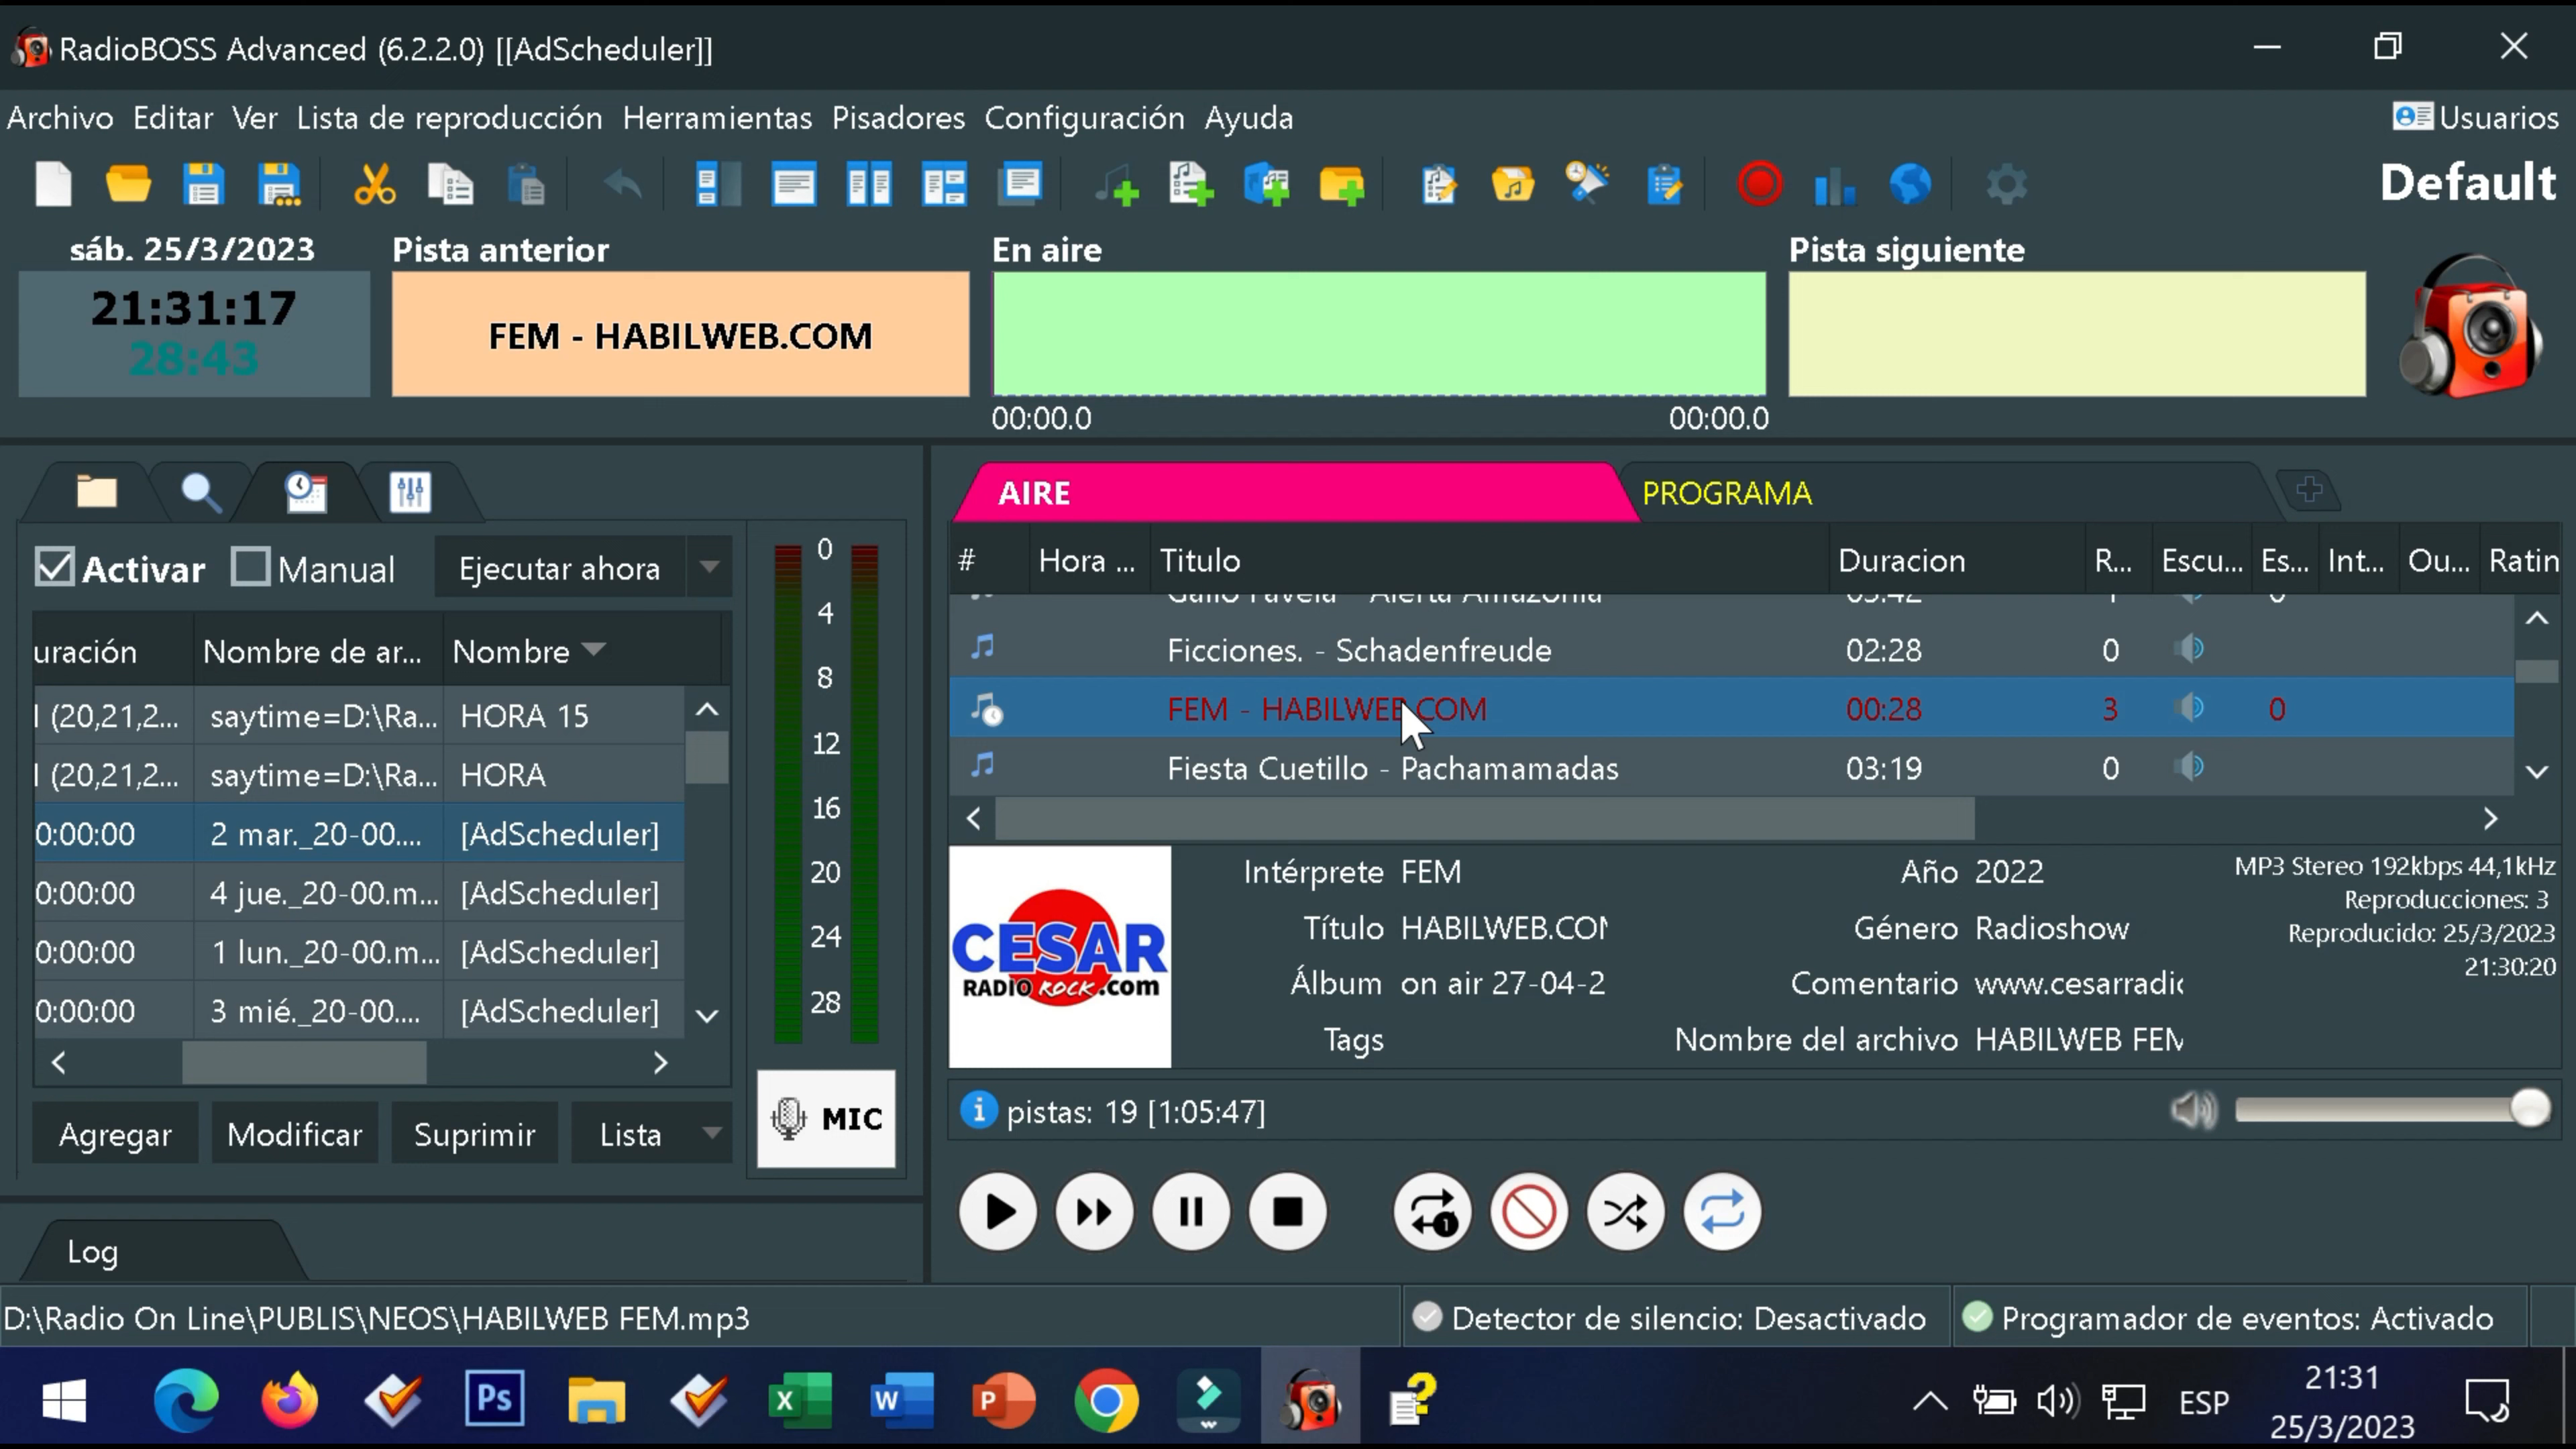 RadioBOSS Advanced (6.2.2.0) [[AdScheduler]]
Archivo Editar Ver Lista de reproducción Herramientas Pisadores Configuración Ayuda Usuarios
Default
sáb. 25/3/2023 Pista anterior En aire Pista siguiente
21:31:17
28:43
FEM - HABILWEB.COM
00:00.0 00:00.0
AIRE PROGRAMA
Activar Manual Ejecutar ahora
# Hora ... Titulo Duracion R... Escu... Es... Int... Ou... Ratin
uración Nombre de ar... Nombre
(20,21,2... saytime=D:\Ra... HORA 15
(20,21,2... saytime=D:\Ra... HORA
0:00:00 2 mar._20-00.... [AdScheduler]
0:00:00 4 jue._20-00.m... [AdScheduler]
0:00:00 1 lun._20-00.m... [AdScheduler]
0:00:00 3 mié._20-00.... [AdScheduler]
Agregar Modificar Suprimir Lista
0
4
8
12
16
20
24
28
MIC
Ficciones. - Schadenfreude 02:28 0
FEM - HABILWEB.COM 00:28 3 0
Fiesta Cuetillo - Pachamamadas 03:19 0
CESAR
RADIO ROCK .com
Intérprete FEM Año 2022
Título HABILWEB.COM Género Radioshow
Álbum on air 27-04-2 Comentario www.cesarradio
Tags Nombre del archivo HABILWEB FEM
MP3 Stereo 192kbps 44,1kHz
Reproducciones: 3
Reproducido: 25/3/2023
21:30:20
pistas: 19 [1:05:47]
1
Log
D:\Radio On Line\PUBLIS\NEOS\HABILWEB FEM.mp3 Detector de silencio: Desactivado Programador de eventos: Activado
Ps X W P ESP 21:31
25/3/2023